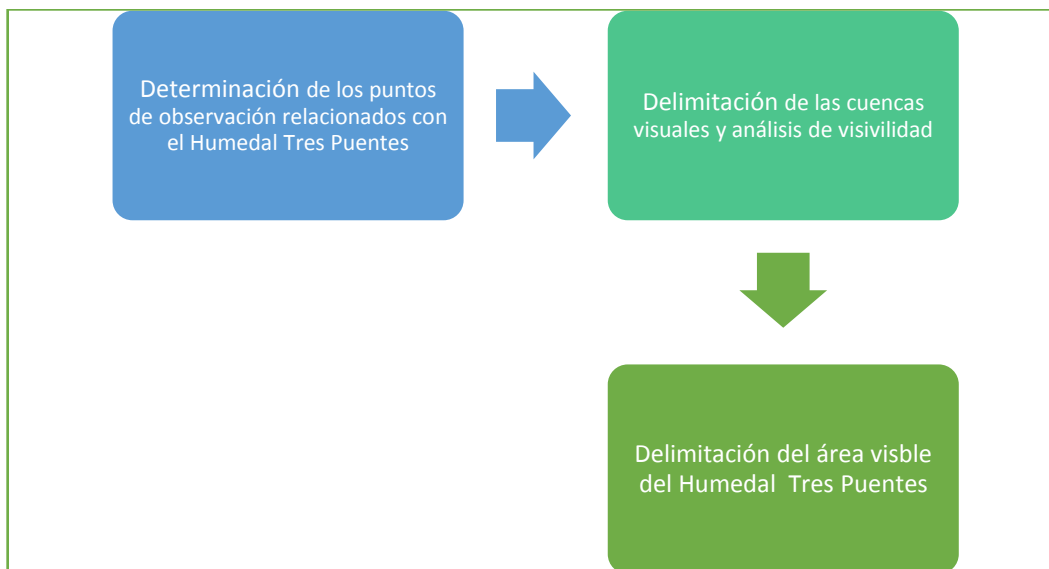 Determinación de los puntos
de observación relacionados con
el Humedal Tres Puentes
Delimitación de las cuencas
visuales y análisis de visivilidad
Delimitación del área visble
del Humedal Tres Puentes